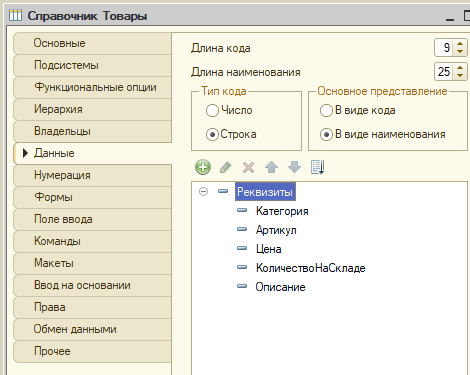 Справочник Товары
Основные
Подсистемы
Функциональные опции
Иерархия
Владельцы
Данные
Нумерация
Формы
Поле ввода
Команды
Макеты
Ввод на основании
Права
Обмен данными
Прочее
Длина кода 9
Длина наименования 25
Тип кода
Число
Строка
Основное представление
В виде кода
В виде наименования
Реквизиты
Категория
Артикул
Цена
КоличествоНаСкладе
Описание